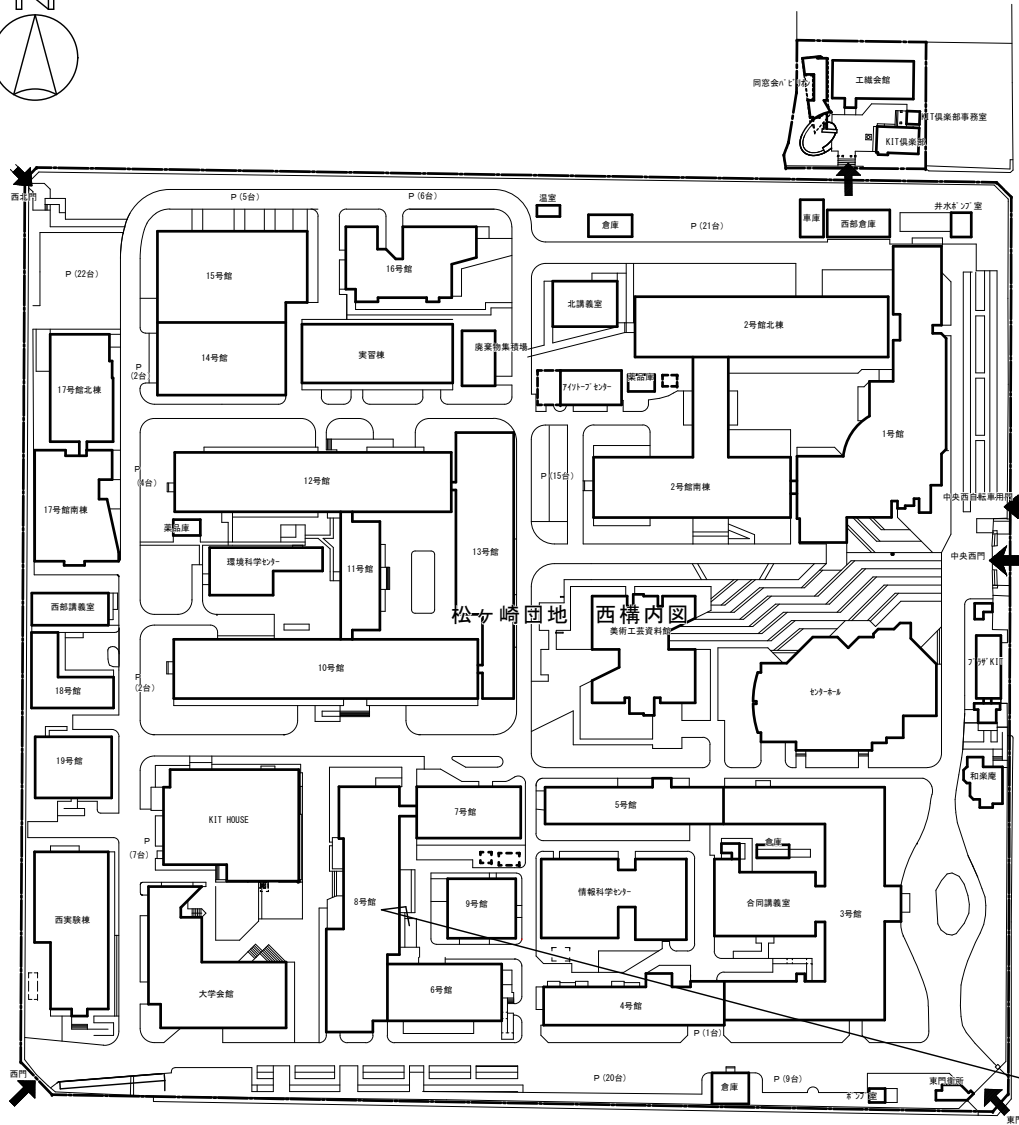 N
同窓会パビリオン
工繊会館
KIT倶楽部事務室
KIT倶楽部
西北門
P (5台)
P (6台)
温室
倉庫
P (21台)
車庫
西部倉庫
井水ポンプ室
P (22台)
15号館
16号館
北講義室
2号館北棟
14号館
実習棟
廃棄物集積場
P
(2台)
17号館北棟
アイソトープセンター
薬品庫
1号館
12号館
P
(4台)
P (15台)
2号館南棟
17号館南棟
13号館
中央西自転車用門
薬品庫
環境科学センター
11号館
中央西門
西部講義室
松ヶ崎団地 西構内図
美術工芸資料館
10号館
プラザKIT
18号館
P
(2台)
センターホール
19号館
和楽庵
KIT HOUSE
7号館
5号館
P
(7台)
倉庫
西実験棟
8号館
9号館
情報科学センター
合同講義室
3号館
大学会館
6号館
4号館
P (1台)
西門
P (20台)
倉庫
P (9台)
ポンプ室
東門衛所
東門